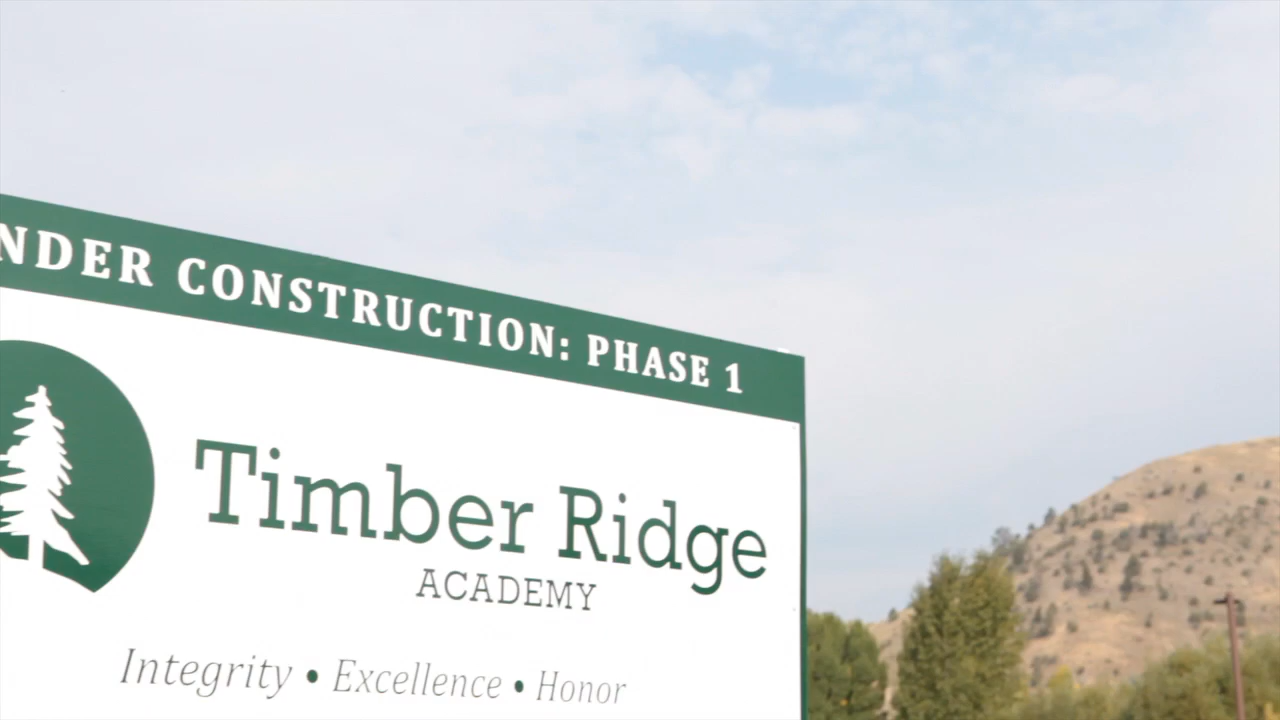 NDER CONSTRUCTION: PHASE 1
Timber Ridge
ACADEMY
Integrity • Excellence • Honor